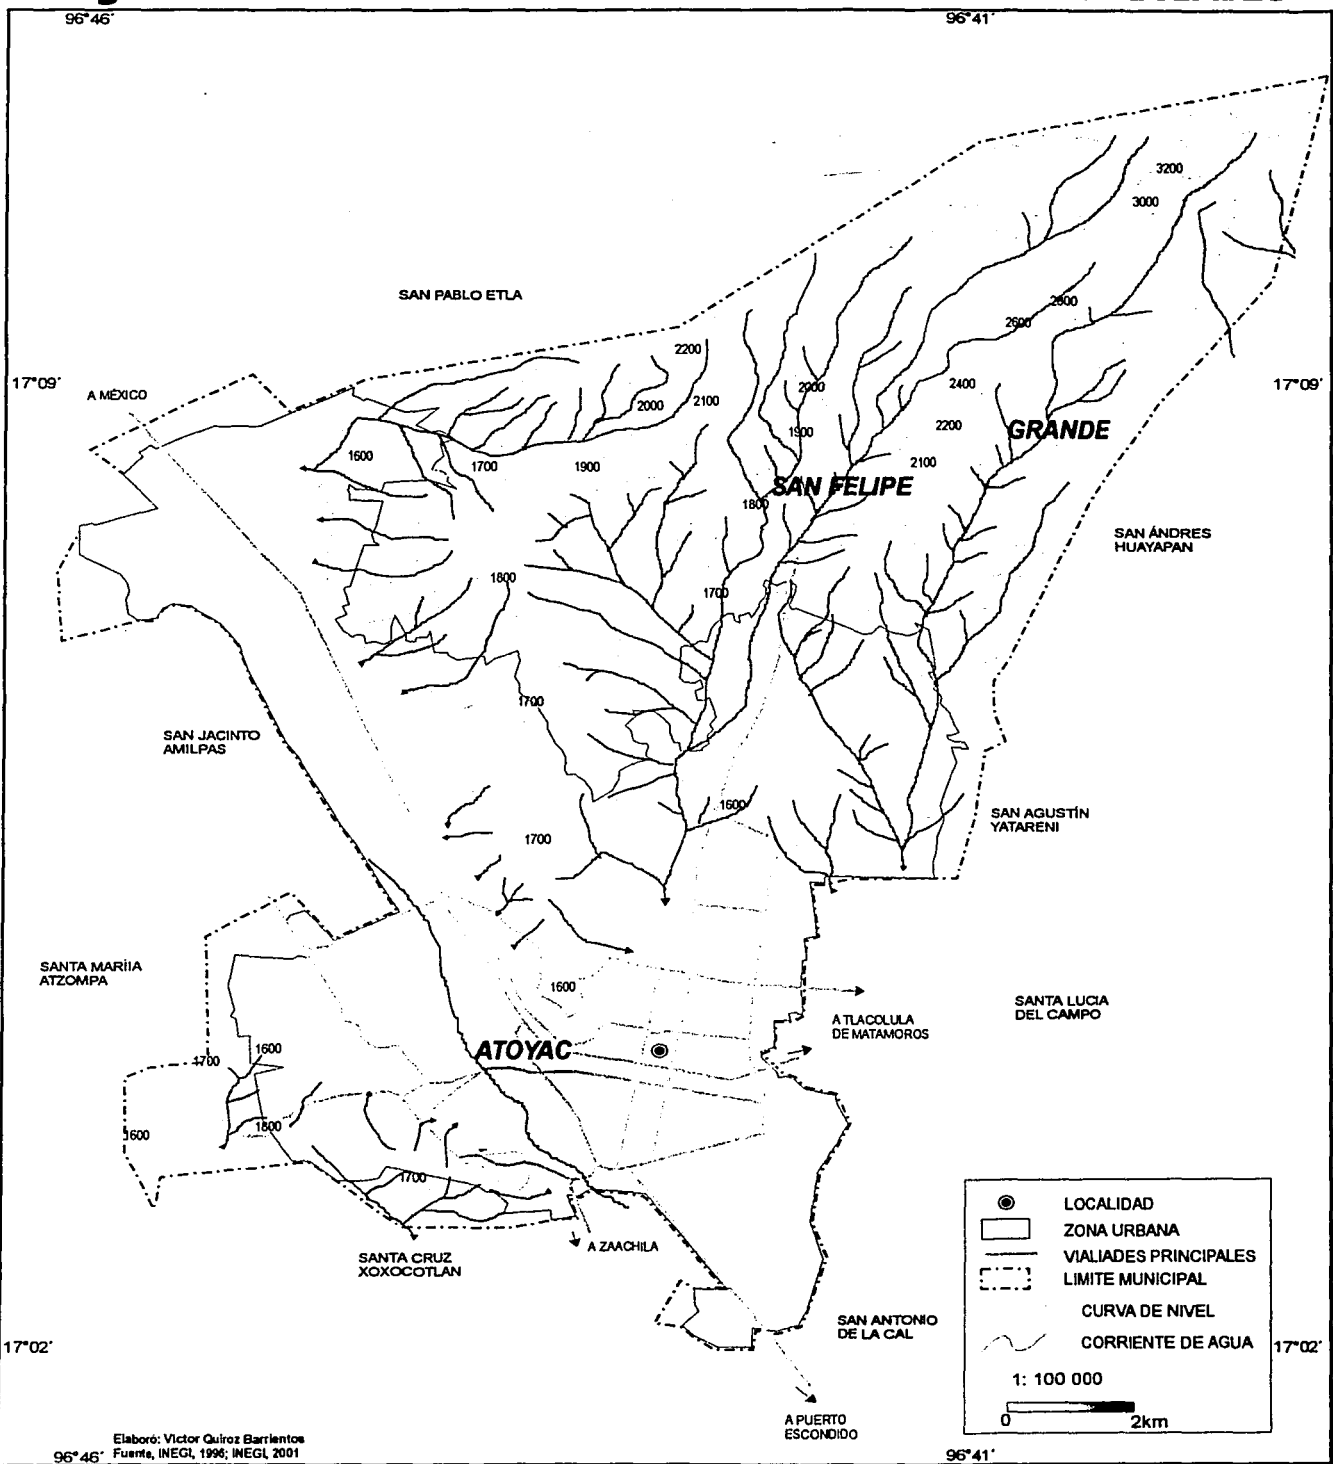 96°46'
96°41'
3200
3000
SAN PABLO ETLA
2800
2600
2200
17°09'
17°09'
A MÉXICO
2000
2400
2000
2100
GRANDE
2200
1900
1600
1700
1900
2100
SAN FELIPE
1800
SAN ÁNDRES
HUAYAPAN
1800
1700
1700
SAN JACINTO
AMILPAS
1600
SAN AGUSTÍN
YATARENI
1700
SANTA MARÍIA
ATZOMPA
1600
SANTA LUCIA
DEL CAMPO
A TLACOLULA
DE MATAMOROS
ATOYAC
1600
1700
1600
1800
1700
A ZAACHILA
SANTA CRUZ
XOXOCOTLAN
LOCALIDAD
ZONA URBANA
VIALIADES PRINCIPALES
LIMITE MUNICIPAL
CURVA DE NIVEL
CORRIENTE DE AGUA
1: 100 000
0 2km
SAN ANTONIO
DE LA CAL
17°02'
17°02'
A PUERTO
ESCONDIDO
Elaboró: Victor Quiroz Barrientos
Fuente, INEGI, 1996; INEGI, 2001
96°46'
96°41'